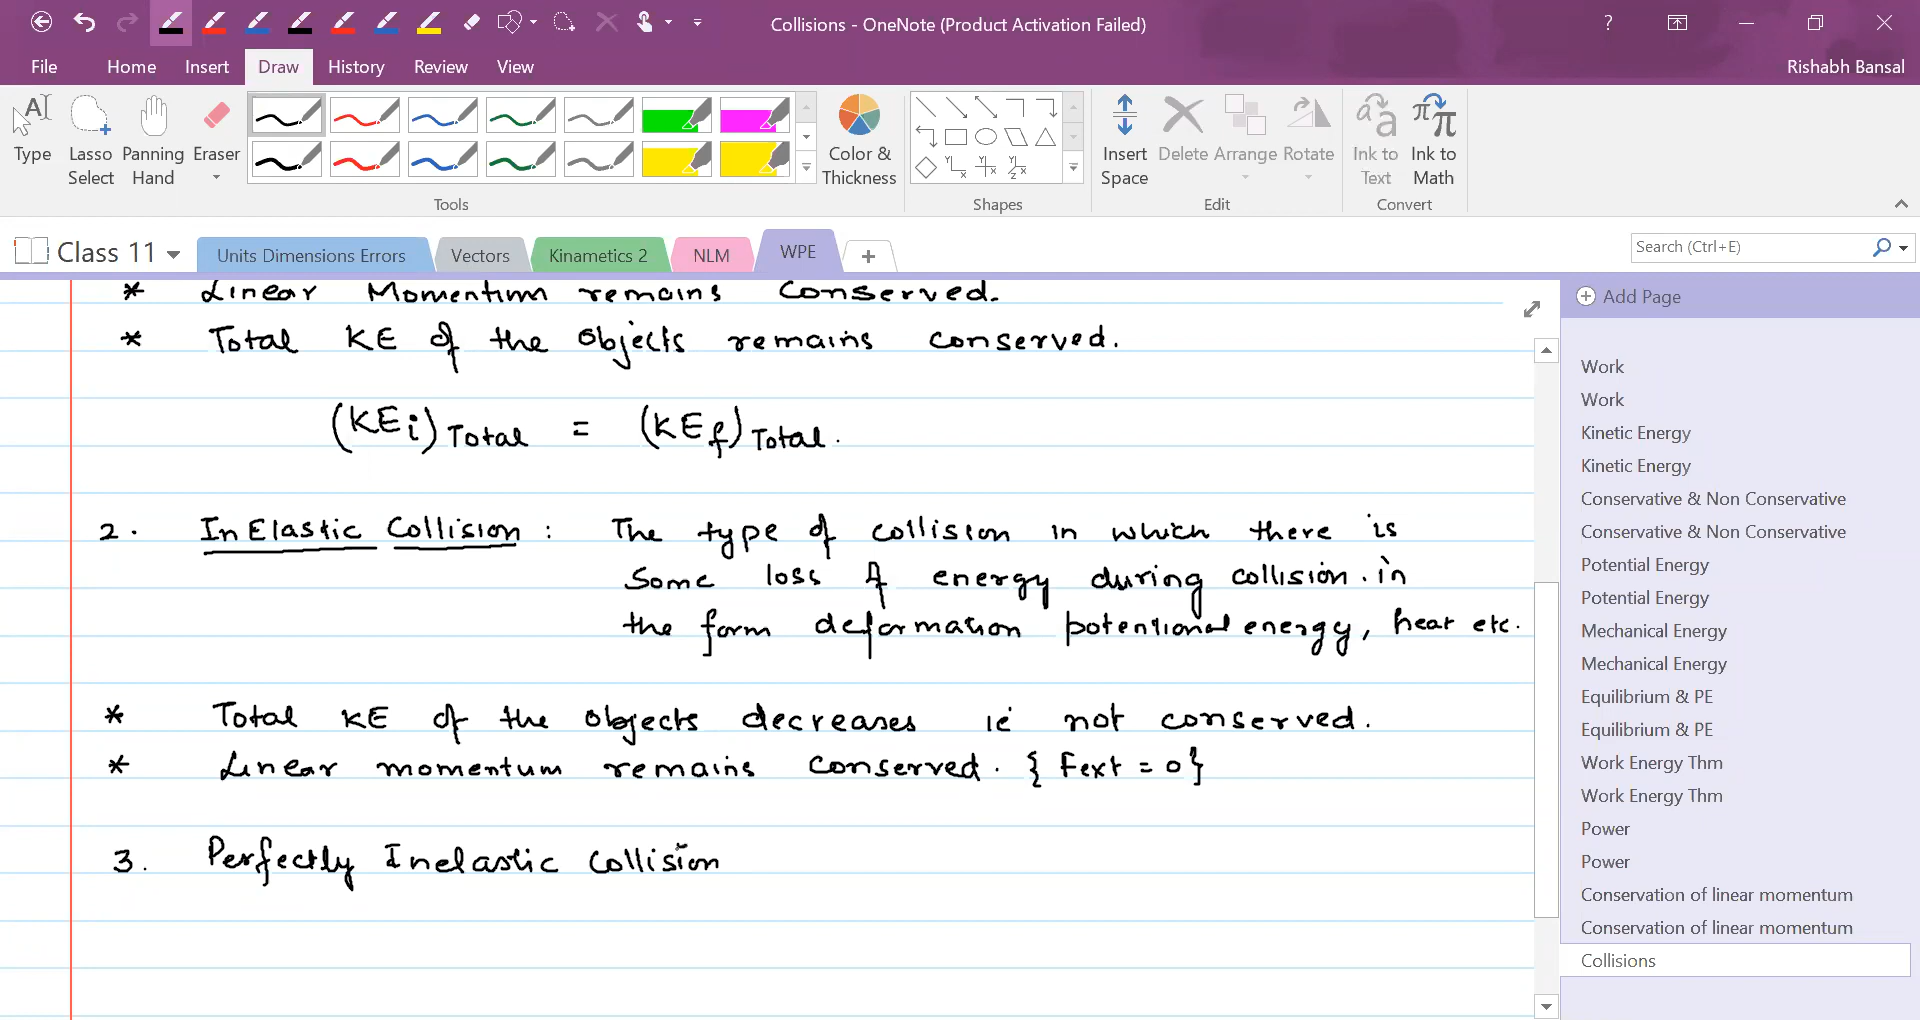 Collisions - OneNote (Product Activation Failed)
?
File Home Insert Draw History Review View
Rishabh Bansal
Type
Lasso Select
Panning Hand
Eraser
Color & Thickness
Insert Space
Delete Arrange Rotate
Ink to Text
Ink to Math
Tools Shapes Edit Convert
Class 11
Units Dimensions Errors Vectors Kinametics 2 NLM WPE +
Search (Ctrl+E)
* Linear Momentum remains Conserved.
* Total KE of the objects remains conserved.
(KEi) Total = (KEf) Total.
2. InElastic Collision : The type of collision in which there is
Some loss of energy during collision. in
the form deformation potentional energy, heat etc.
* Total KE of the objects decreases ie not conserved.
* Linear momentum remains conserved. { Fext = 0}
3. Perfectly Inelastic Collision
Add Page
Work
Work
Kinetic Energy
Kinetic Energy
Conservative & Non Conservative
Conservative & Non Conservative
Potential Energy
Potential Energy
Mechanical Energy
Mechanical Energy
Equilibrium & PE
Equilibrium & PE
Work Energy Thm
Work Energy Thm
Power
Power
Conservation of linear momentum
Conservation of linear momentum
Collisions